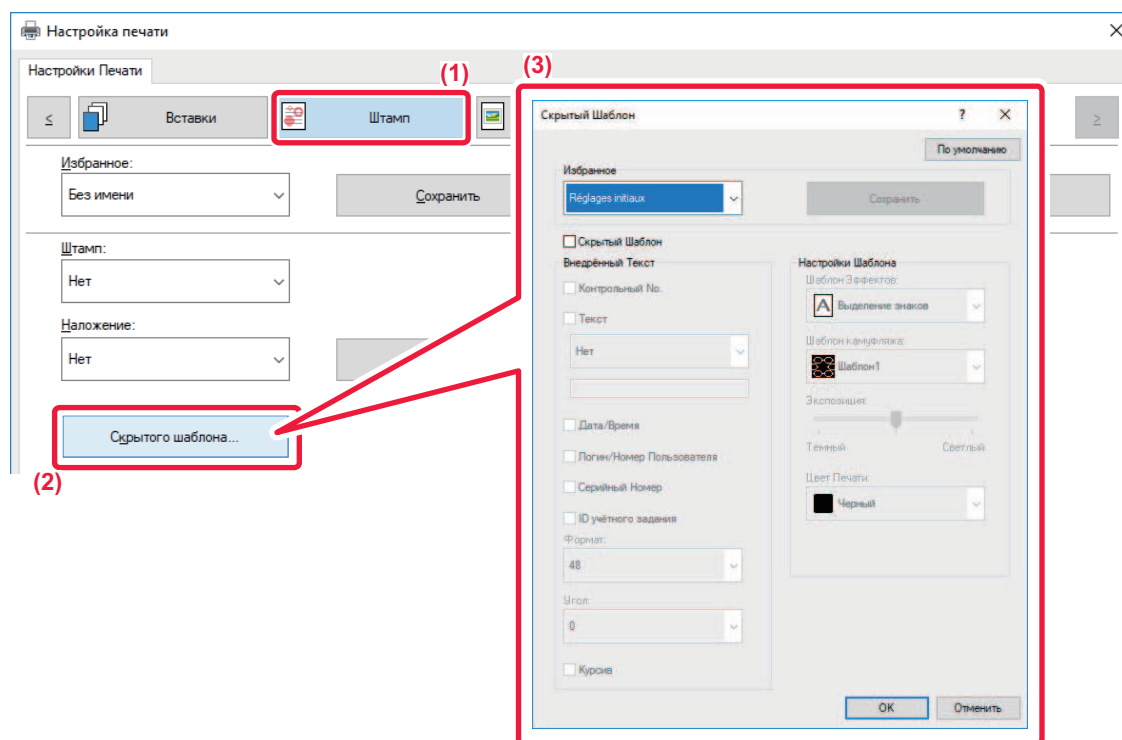 Настройка печати
Настройки Печати
(1)
<
Вставки
Штамп
>
Избранное:
Без имени
Сохранить
Штамп:
Нет
Наложение:
Нет
Скрытого шаблона...
(2)
(3)
Скрытый Шаблон
?
По умолчанию
Избранное
Réglages initiaux
Сохранить
Скрытый Шаблон
Внедрённый Текст
Контрольный No.
Текст
Нет
Дата/Время
Логин/Номер Пользователя
Серийный Номер
ID учётного задания
Формат:
48
Угол:
0
Курсив
Настройки Шаблона
Шаблон Эффектов:
A Выделение знаков
Шаблон камуфляжа:
Шаблон1
Экспозиция:
Темный Светлый
Цвет Печати:
Черный
OK Отменить